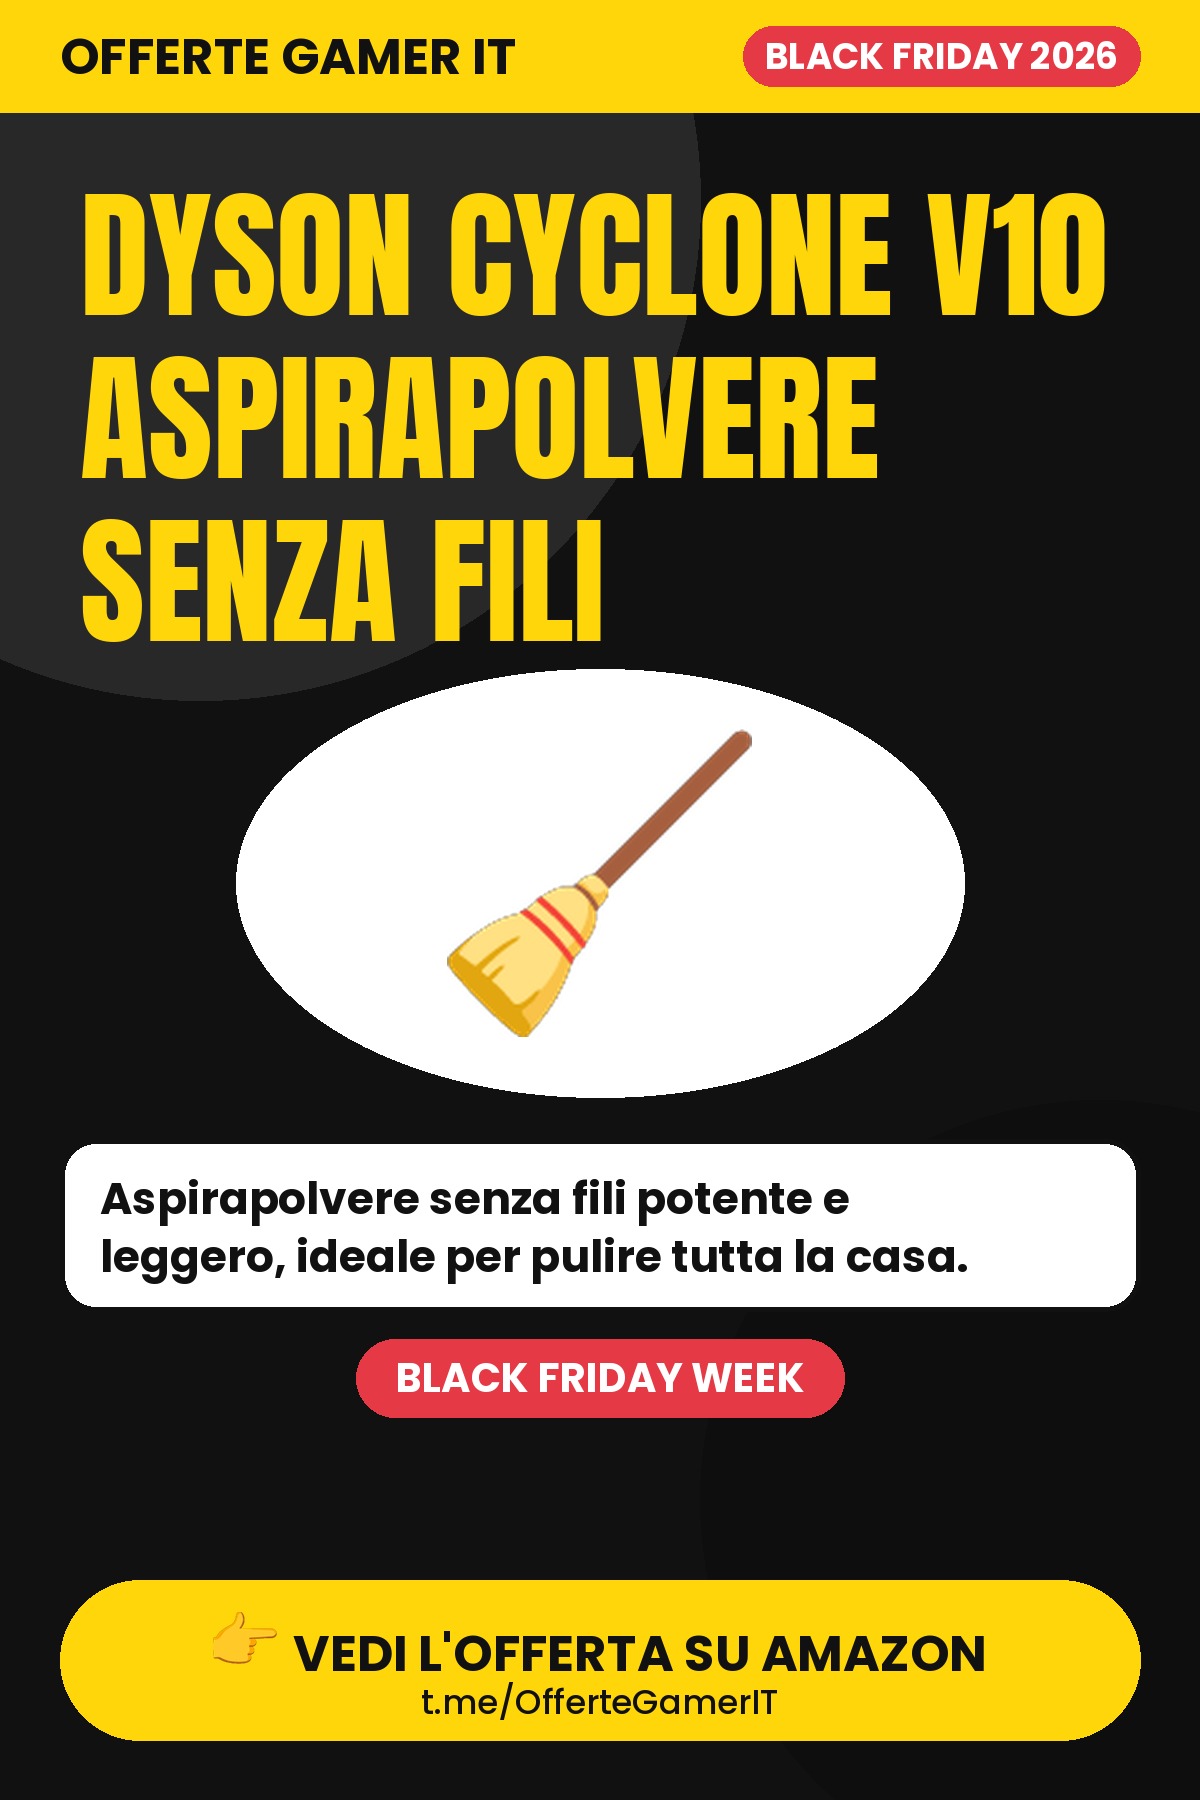 OFFERTE GAMER IT
BLACK FRIDAY 2026
DYSON CYCLONE V10
ASPIRAPOLVERE
SENZA FILI
Aspirapolvere senza fili potente e
leggero, ideale per pulire tutta la casa.
BLACK FRIDAY WEEK
VEDI L'OFFERTA SU AMAZON
t.me/OfferteGamerIT